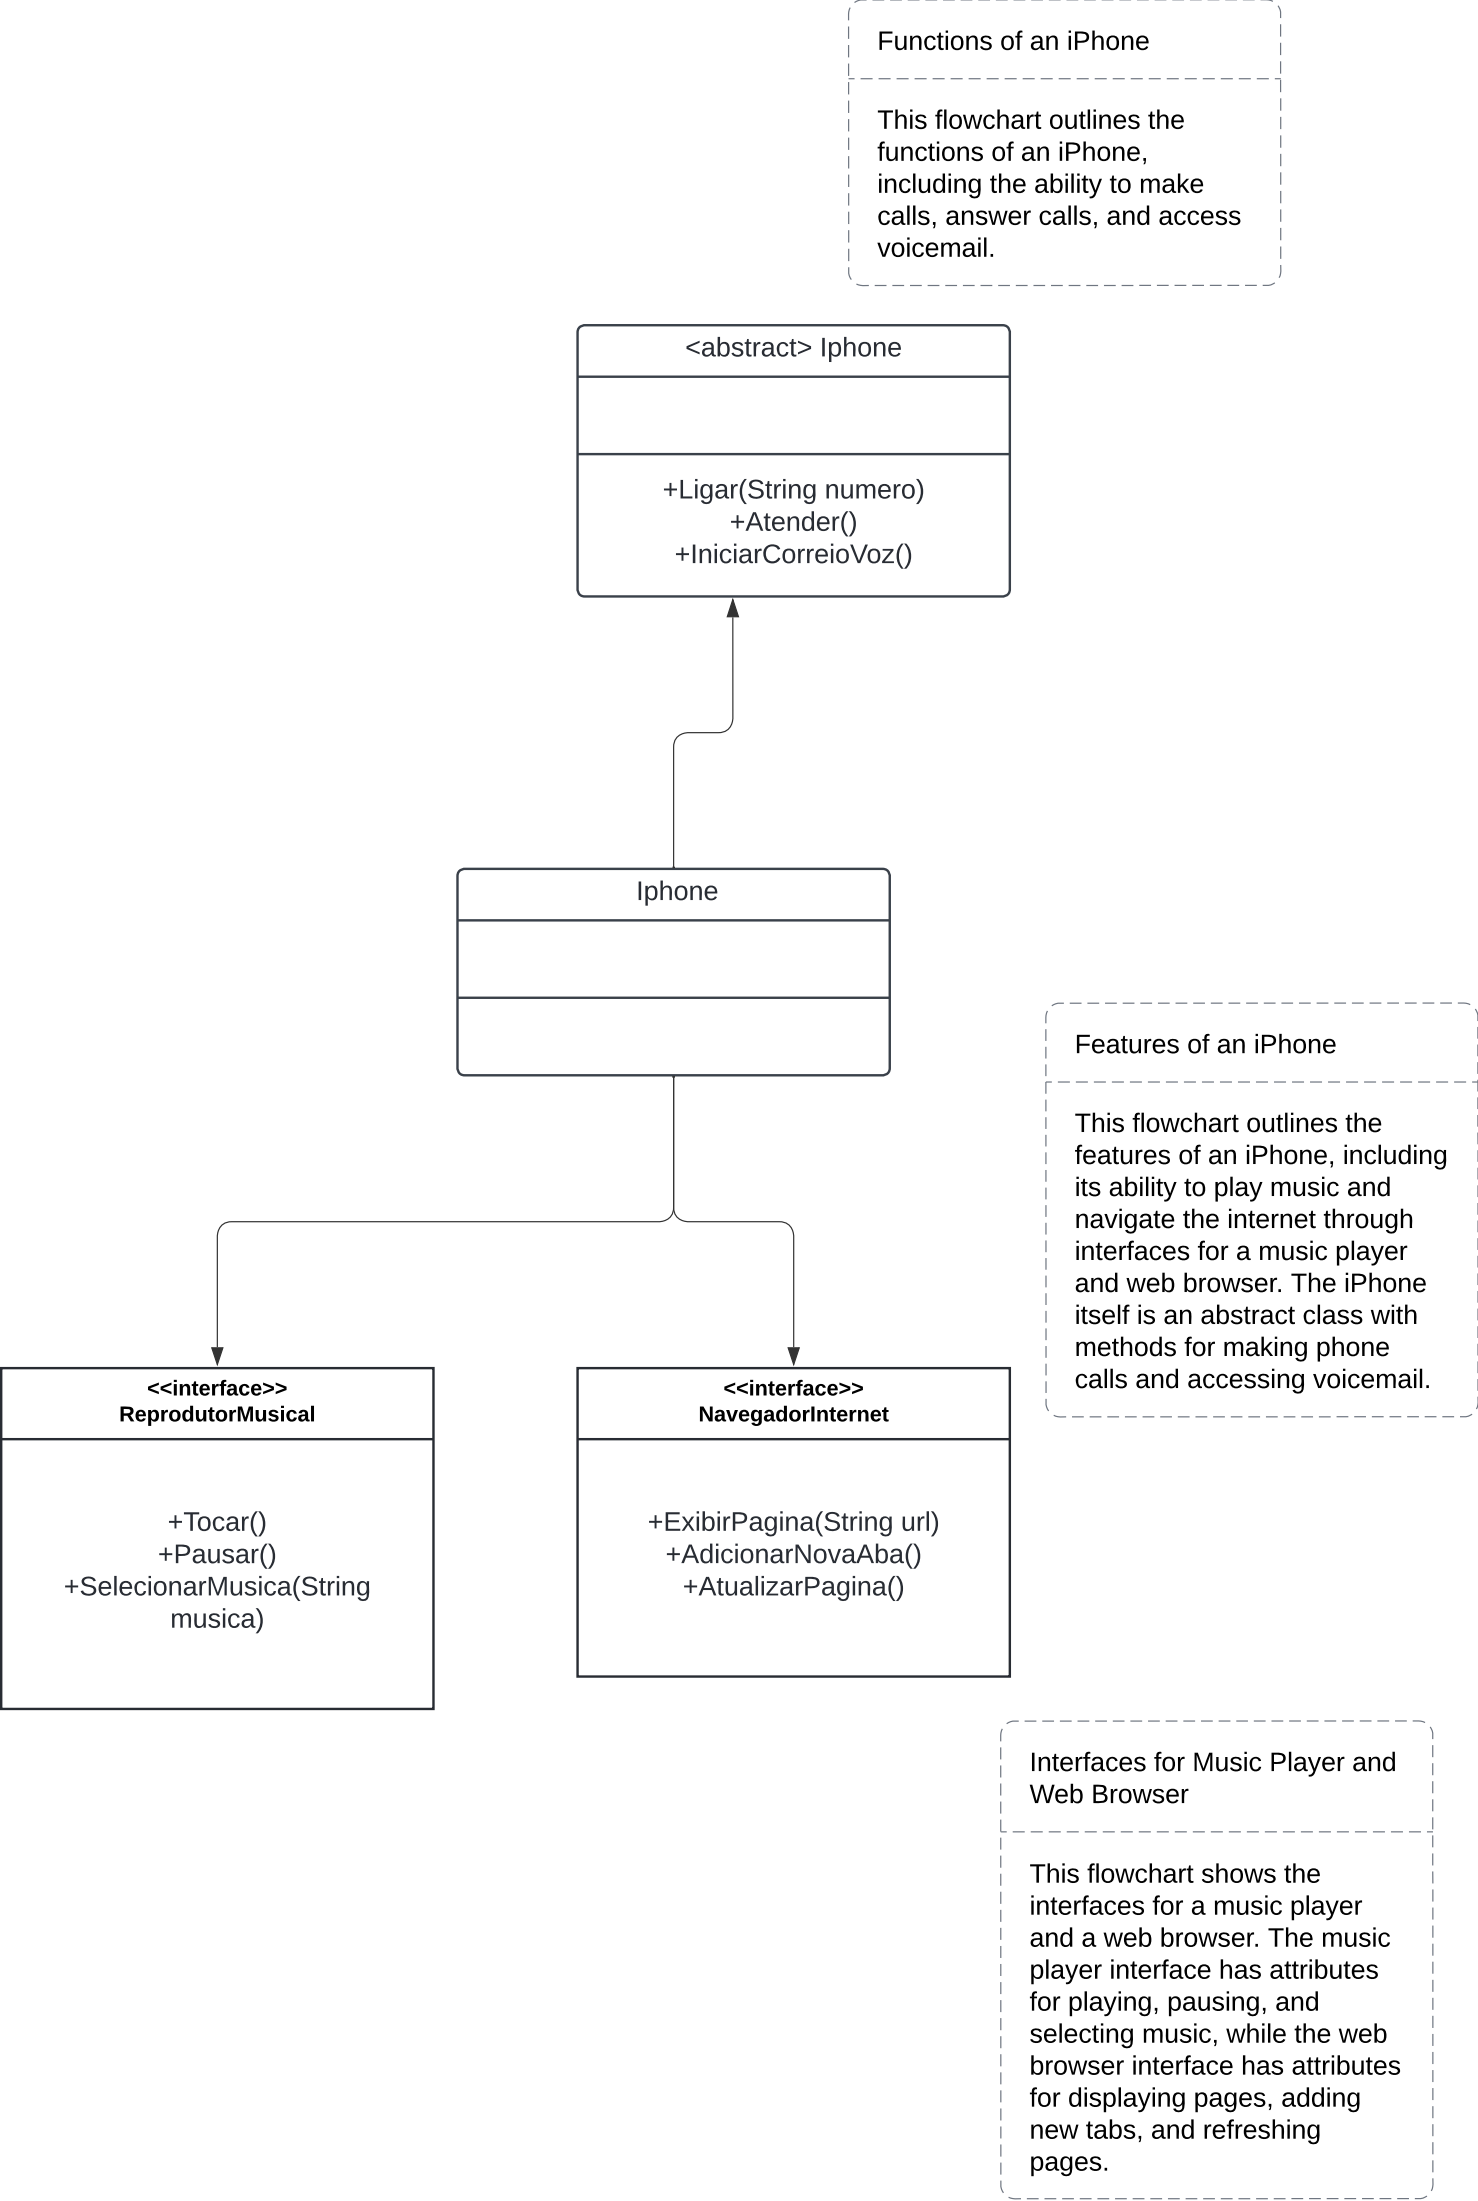 Functions of an iPhone
This flowchart outlines the
functions of an iPhone,
including the ability to make
calls, answer calls, and access
voicemail.
<abstract> Iphone
+Ligar(String numero)
+Atender()
+IniciarCorreioVoz()
Iphone
Features of an iPhone
This flowchart outlines the
features of an iPhone, including
its ability to play music and
navigate the internet through
interfaces for a music player
and web browser. The iPhone
itself is an abstract class with
methods for making phone
calls and accessing voicemail.
<<interface>>
ReprodutorMusical
+Tocar()
+Pausar()
+SelecionarMusica(String
musica)
<<interface>>
NavegadorInternet
+ExibirPagina(String url)
+AdicionarNovaAba()
+AtualizarPagina()
Interfaces for Music Player and
Web Browser
This flowchart shows the
interfaces for a music player
and a web browser. The music
player interface has attributes
for playing, pausing, and
selecting music, while the web
browser interface has attributes
for displaying pages, adding
new tabs, and refreshing
pages.